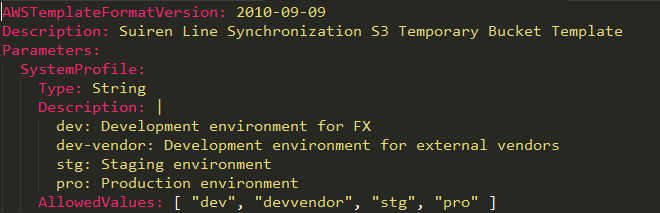 AWSTemplateFormatVersion: 2010-09-09
Description: Suiren Line Synchronization S3 Temporary Bucket Template
Parameters:
  SystemProfile:
    Type: String
    Description: |
      dev: Development environment for FX
      dev-vendor: Development environment for external vendors
      stg: Staging environment
      pro: Production environment
    AllowedValues: [ "dev", "devvendor", "stg", "pro" ]